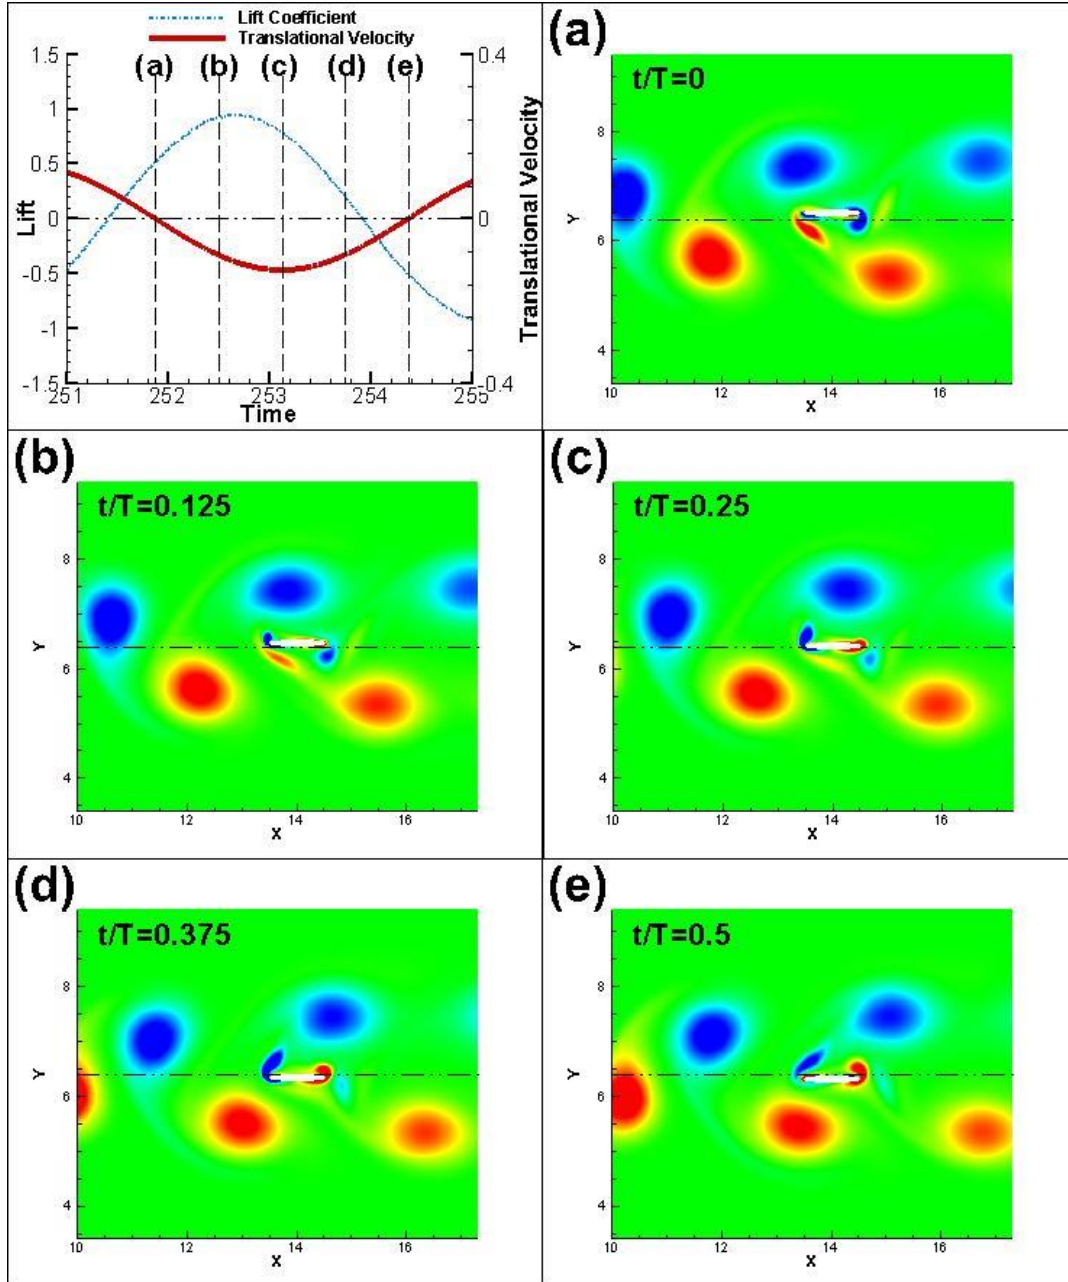 Lift Coefficient
Translational Velocity
(a) (b) (c) (d) (e)
1.5
1
0.5
0
-0.5
-1
-1.5
Lift
0.4
0
-0.4
Translational Velocity
251 252 253 254 255
Time
(a)
t/T=0
8
6
4
Y
10 12 14 16
X
(b)
t/T=0.125
8
6
4
Y
10 12 14 16
X
(c)
t/T=0.25
8
6
4
Y
10 12 14 16
X
(d)
t/T=0.375
8
6
4
Y
10 12 14 16
X
(e)
t/T=0.5
8
6
4
Y
10 12 14 16
X